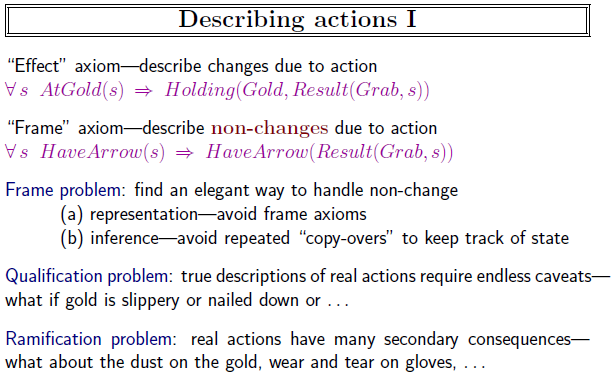 Describing actions I
“Effect” axiom—describe changes due to action
∀ s AtGold(s) ⇒ Holding(Gold, Result(Grab, s))
“Frame” axiom—describe non-changes due to action
∀ s HaveArrow(s) ⇒ HaveArrow(Result(Grab, s))
Frame problem: find an elegant way to handle non-change
(a) representation—avoid frame axioms
(b) inference—avoid repeated “copy-overs” to keep track of state
Qualification problem: true descriptions of real actions require endless caveats—
what if gold is slippery or nailed down or . . .
Ramification problem: real actions have many secondary consequences—
what about the dust on the gold, wear and tear on gloves, . . .